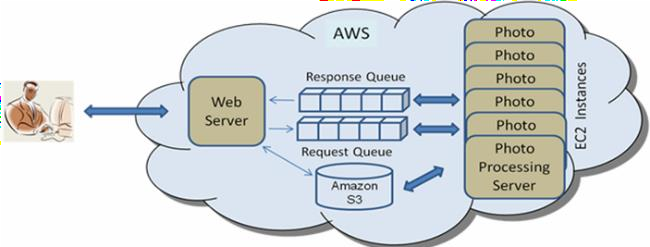 AWS
Response Queue
Web
Server
Request Queue
Amazon
S3
Photo
Photo
Photo
Photo
Photo
Photo
Processing
Server
EC2 Instances